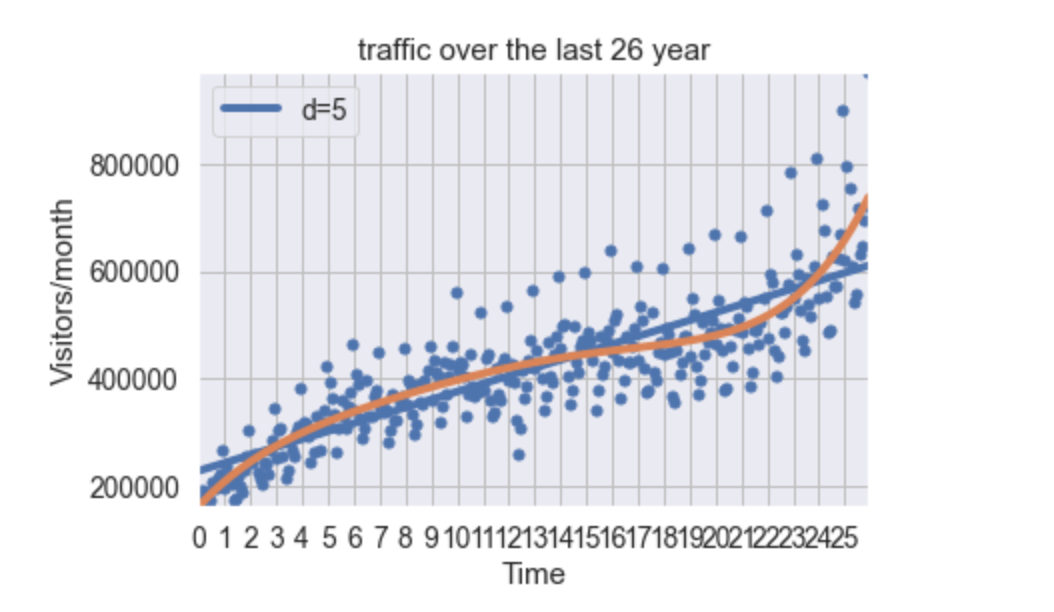 traffic over the last 26 year
d=5
Visitors/month
800000
600000
400000
200000
0 1 2 3 4 5 6 7 8 9 10 11 12 13 14 15 16 17 18 19 20 21 22 23 24 25
Time